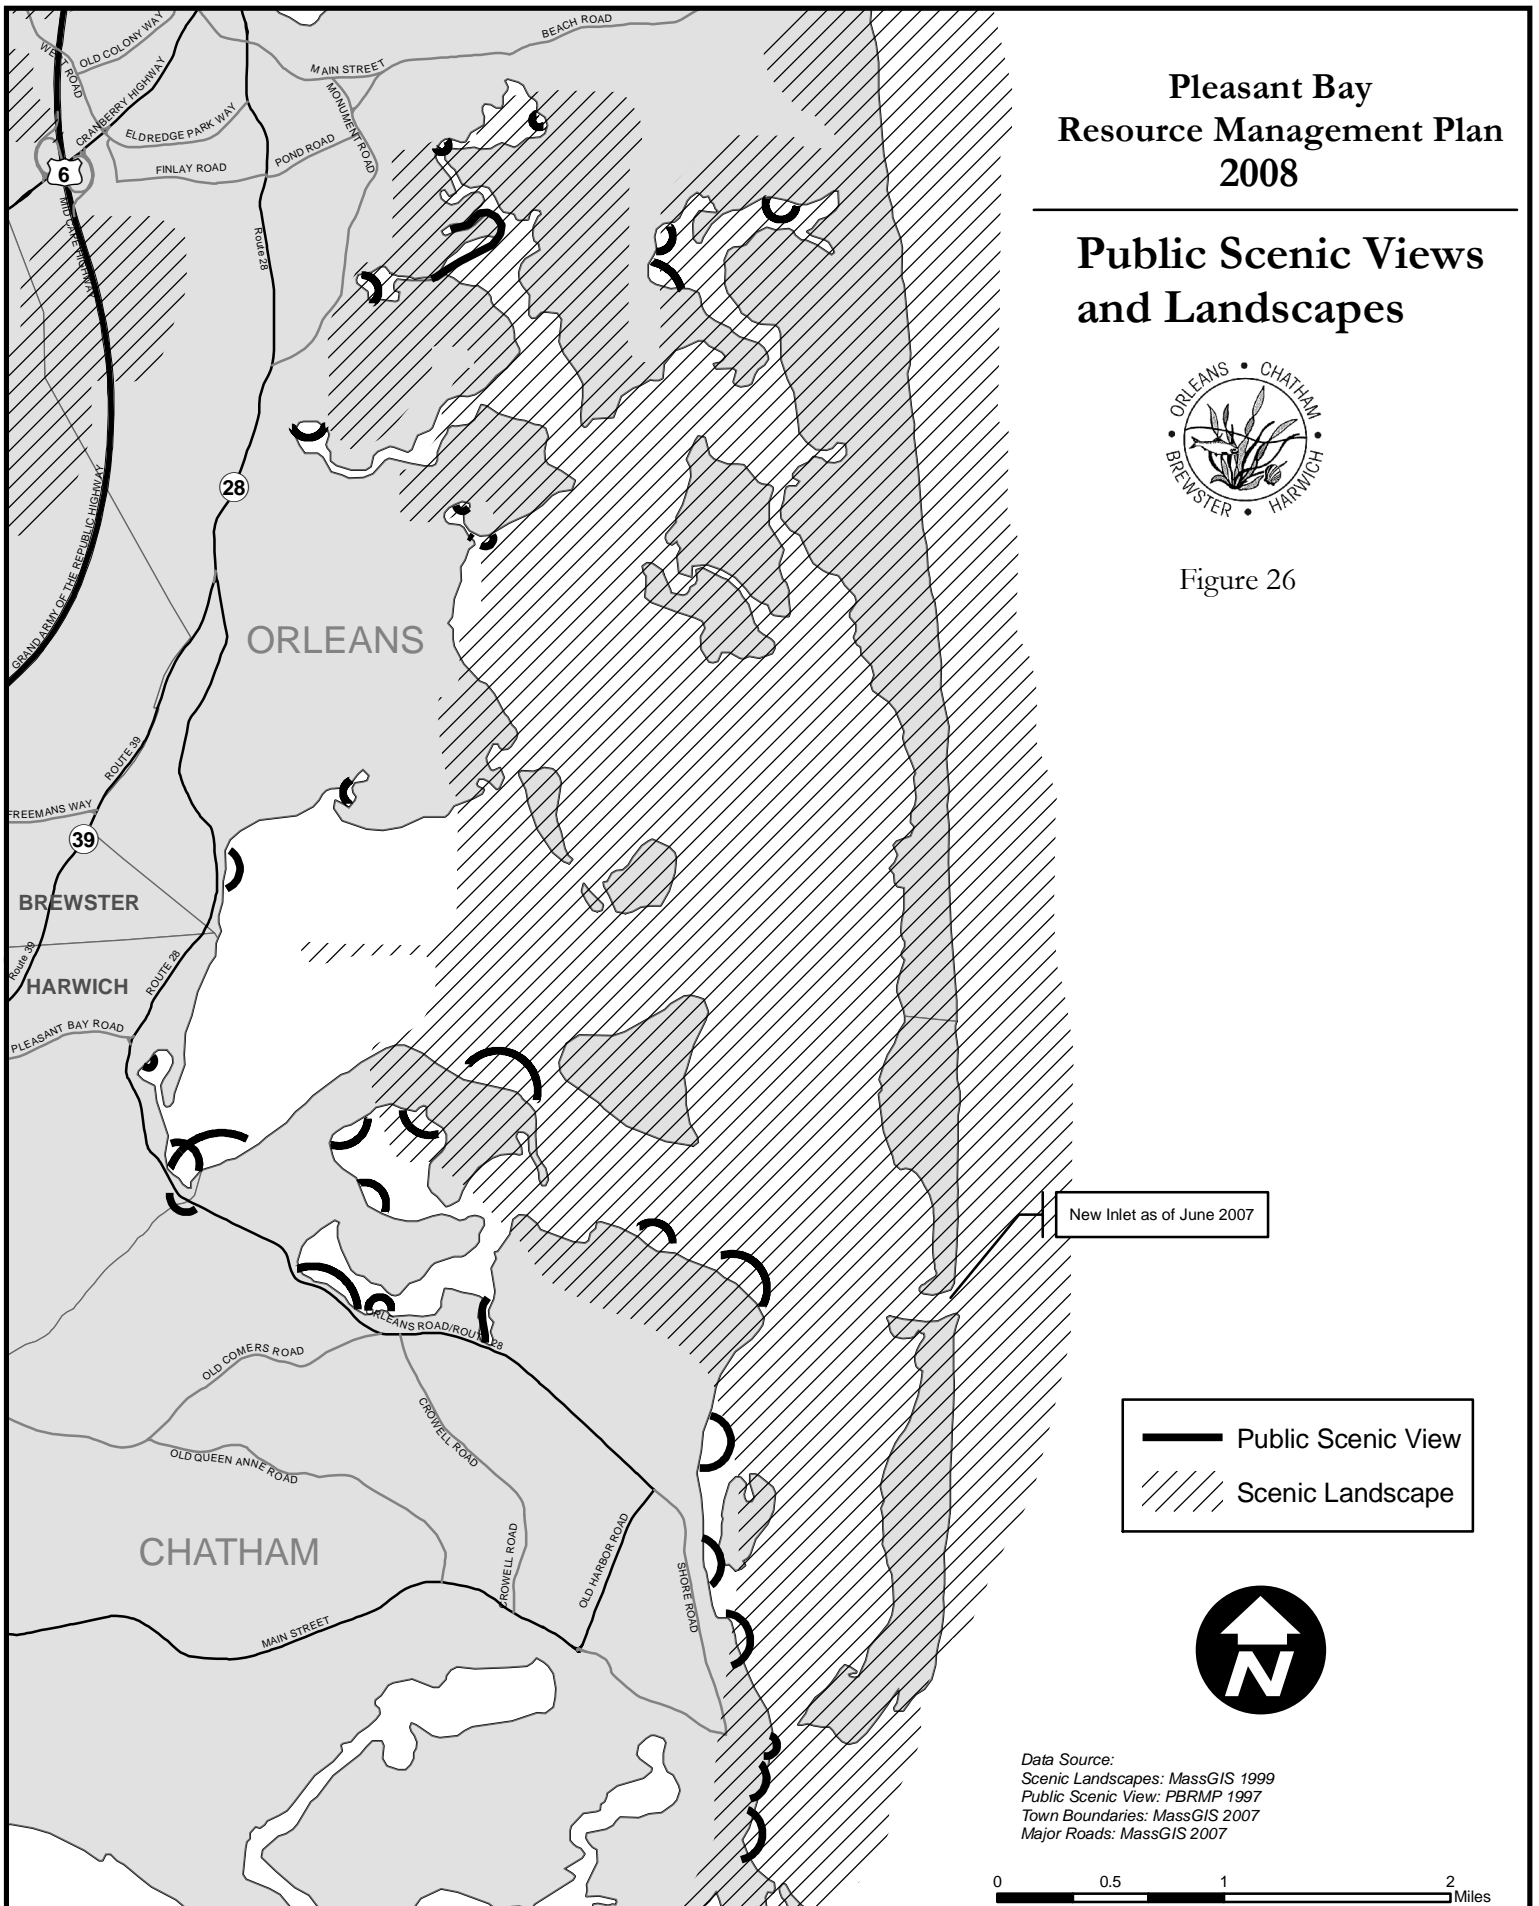 Pleasant Bay
Resource Management Plan
2008
Public Scenic Views
and Landscapes
ORLEANS • CHATHAM • HARWICH • BREWSTER •
Figure 26
BEACH ROAD
OLD COLONY WAY
WEST ROAD
MAIN STREET
CRANBERRY HIGHWAY
MONUMENT ROAD
ELDREDGE PARK WAY
POND ROAD
FINLAY ROAD
6
MID CAPE HIGHWAY
Route 28
28
GRAND ARMY OF THE REPUBLIC HIGHWAY
ORLEANS
ROUTE 39
FREEMANS WAY
39
BREWSTER
Route 39
ROUTE 28
HARWICH
PLEASANT BAY ROAD
New Inlet as of June 2007
ORLEANS ROAD/ROUTE 28
OLD COMERS ROAD
CROWELL ROAD
OLD QUEEN ANNE ROAD
Public Scenic View
Scenic Landscape
CHATHAM
CROWELL ROAD
OLD HARBOR ROAD
SHORE ROAD
MAIN STREET
N
Data Source:
Scenic Landscapes: MassGIS 1999
Public Scenic View: PBRMP 1997
Town Boundaries: MassGIS 2007
Major Roads: MassGIS 2007
0 0.5 1 2
Miles